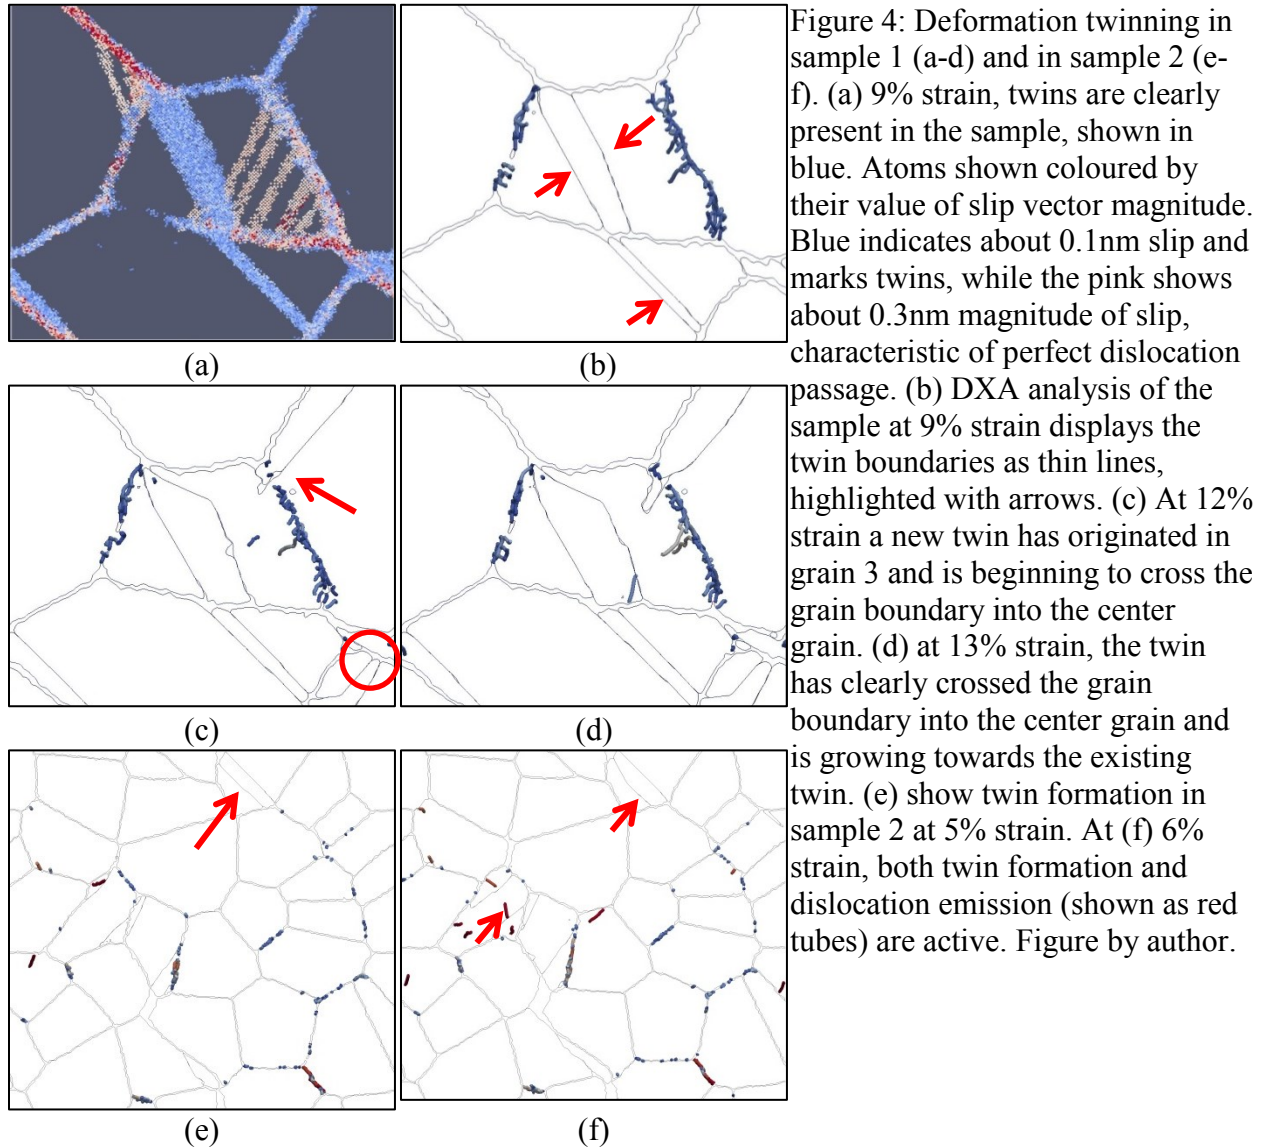 Figure 4: Deformation twinning in
sample 1 (a-d) and in sample 2 (e-
f). (a) 9% strain, twins are clearly
present in the sample, shown in
blue. Atoms shown coloured by
their value of slip vector magnitude.
Blue indicates about 0.1nm slip and
marks twins, while the pink shows
about 0.3nm magnitude of slip,
characteristic of perfect dislocation
passage. (b) DXA analysis of the
sample at 9% strain displays the
twin boundaries as thin lines,
highlighted with arrows. (c) At 12%
strain a new twin has originated in
grain 3 and is beginning to cross the
grain boundary into the center
grain. (d) at 13% strain, the twin
has clearly crossed the grain
boundary into the center grain and
is growing towards the existing
twin. (e) show twin formation in
sample 2 at 5% strain. At (f) 6%
strain, both twin formation and
dislocation emission (shown as red
tubes) are active. Figure by author.
(a)
(b)
(c)
(d)
(e)
(f)